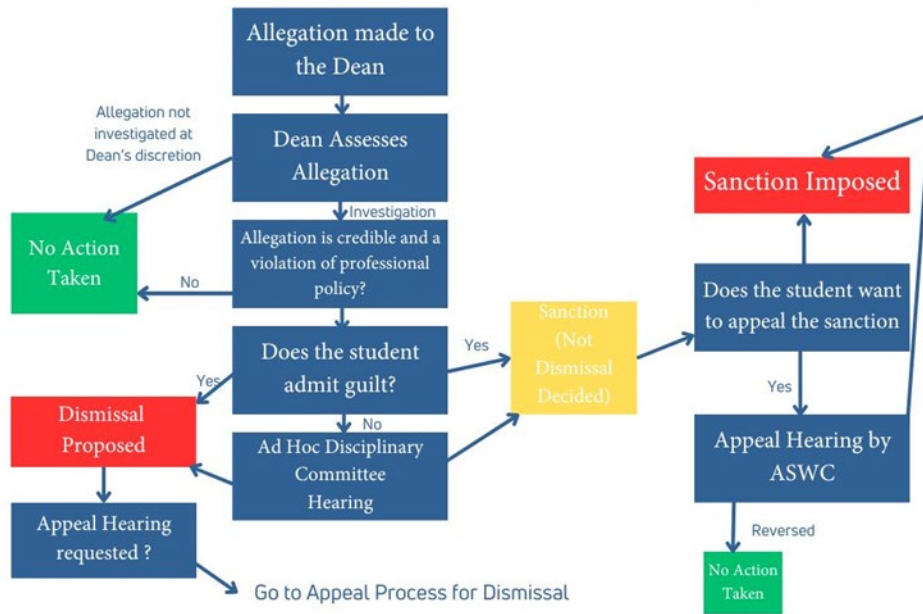 Allegation made to
the Dean
Allegation not
investigated at
Dean's discretion
Dean Assesses
Allegation
Investigation
No Action
Taken
Allegation is credible and a
violation of professional
policy?
No
Does the student
admit guilt?
Yes
Yes
No
Dismissal
Proposed
Ad Hoc Disciplinary
Committee
Hearing
Appeal Hearing
requested ?
Go to Appeal Process for Dismissal
Sanction
(Not
Dismissal
Decided)
Sanction Imposed
Does the student want
to appeal the sanction
Yes
Appeal Hearing by
ASWC
Reversed
No Action
Taken